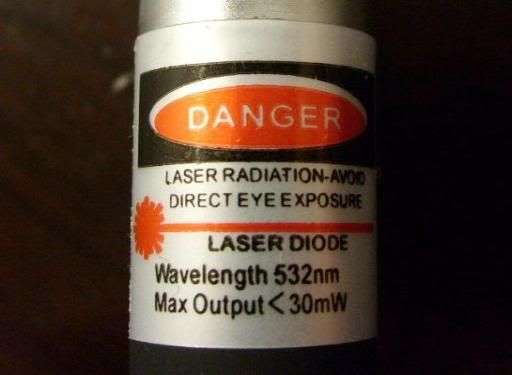 DANGER
LASER RADIATION-AVOID
DIRECT EYE EXPOSURE
LASER DIODE
Wavelength 532nm
Max Output < 30mW